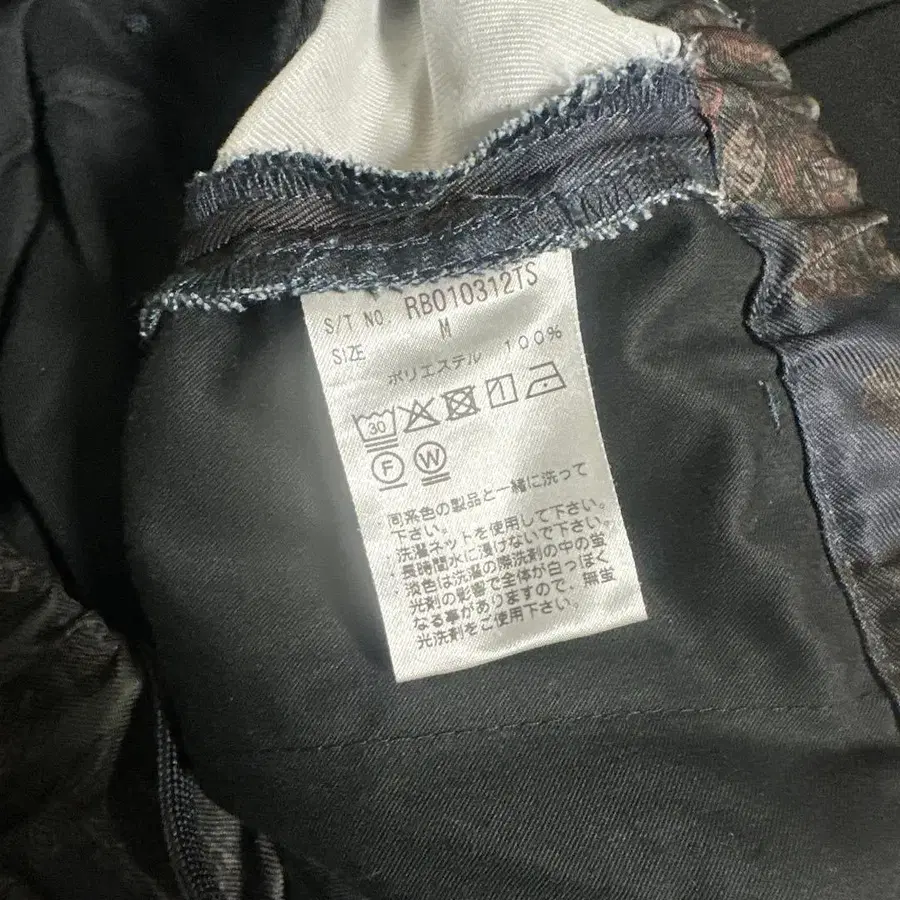 S/T NO. RB010312TS
SIZE M
ポリエステル 100%
30
F W
同系色の製品と一緒に洗って
下さい。
・洗濯ネットを使用して下さい。
・長時間水に浸けないで下さい。
・淡色は洗濯の際洗剤の中の蛍
光剤の影響で全体が白っぽく
なる事がありますので、無蛍
光洗剤をご使用下さい。